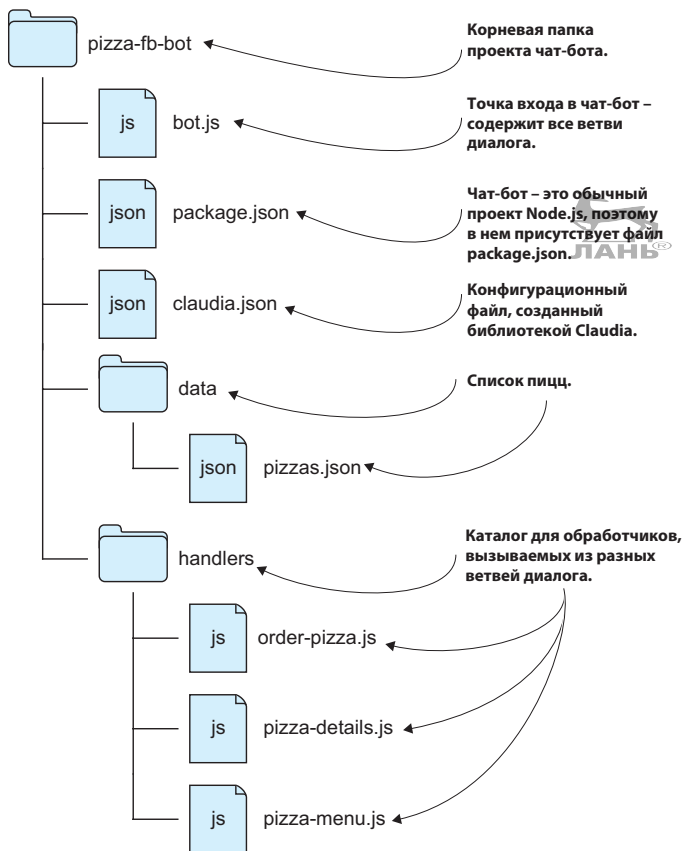 pizza-fb-bot
Корневая папка
проекта чат-бота.
js
bot.js
Точка входа в чат-бот –
содержит все ветви
диалога.
json
package.json
Чат-бот – это обычный
проект Node.js, поэтому
в нем присутствует файл
package.json.
ЛАНЬ®
json
claudia.json
Конфигурационный
файл, созданный
библиотекой Claudia.
data
Список пицц.
json
pizzas.json
handlers
Каталог для обработчиков,
вызываемых из разных
ветвей диалога.
js
order-pizza.js
js
pizza-details.js
js
pizza-menu.js